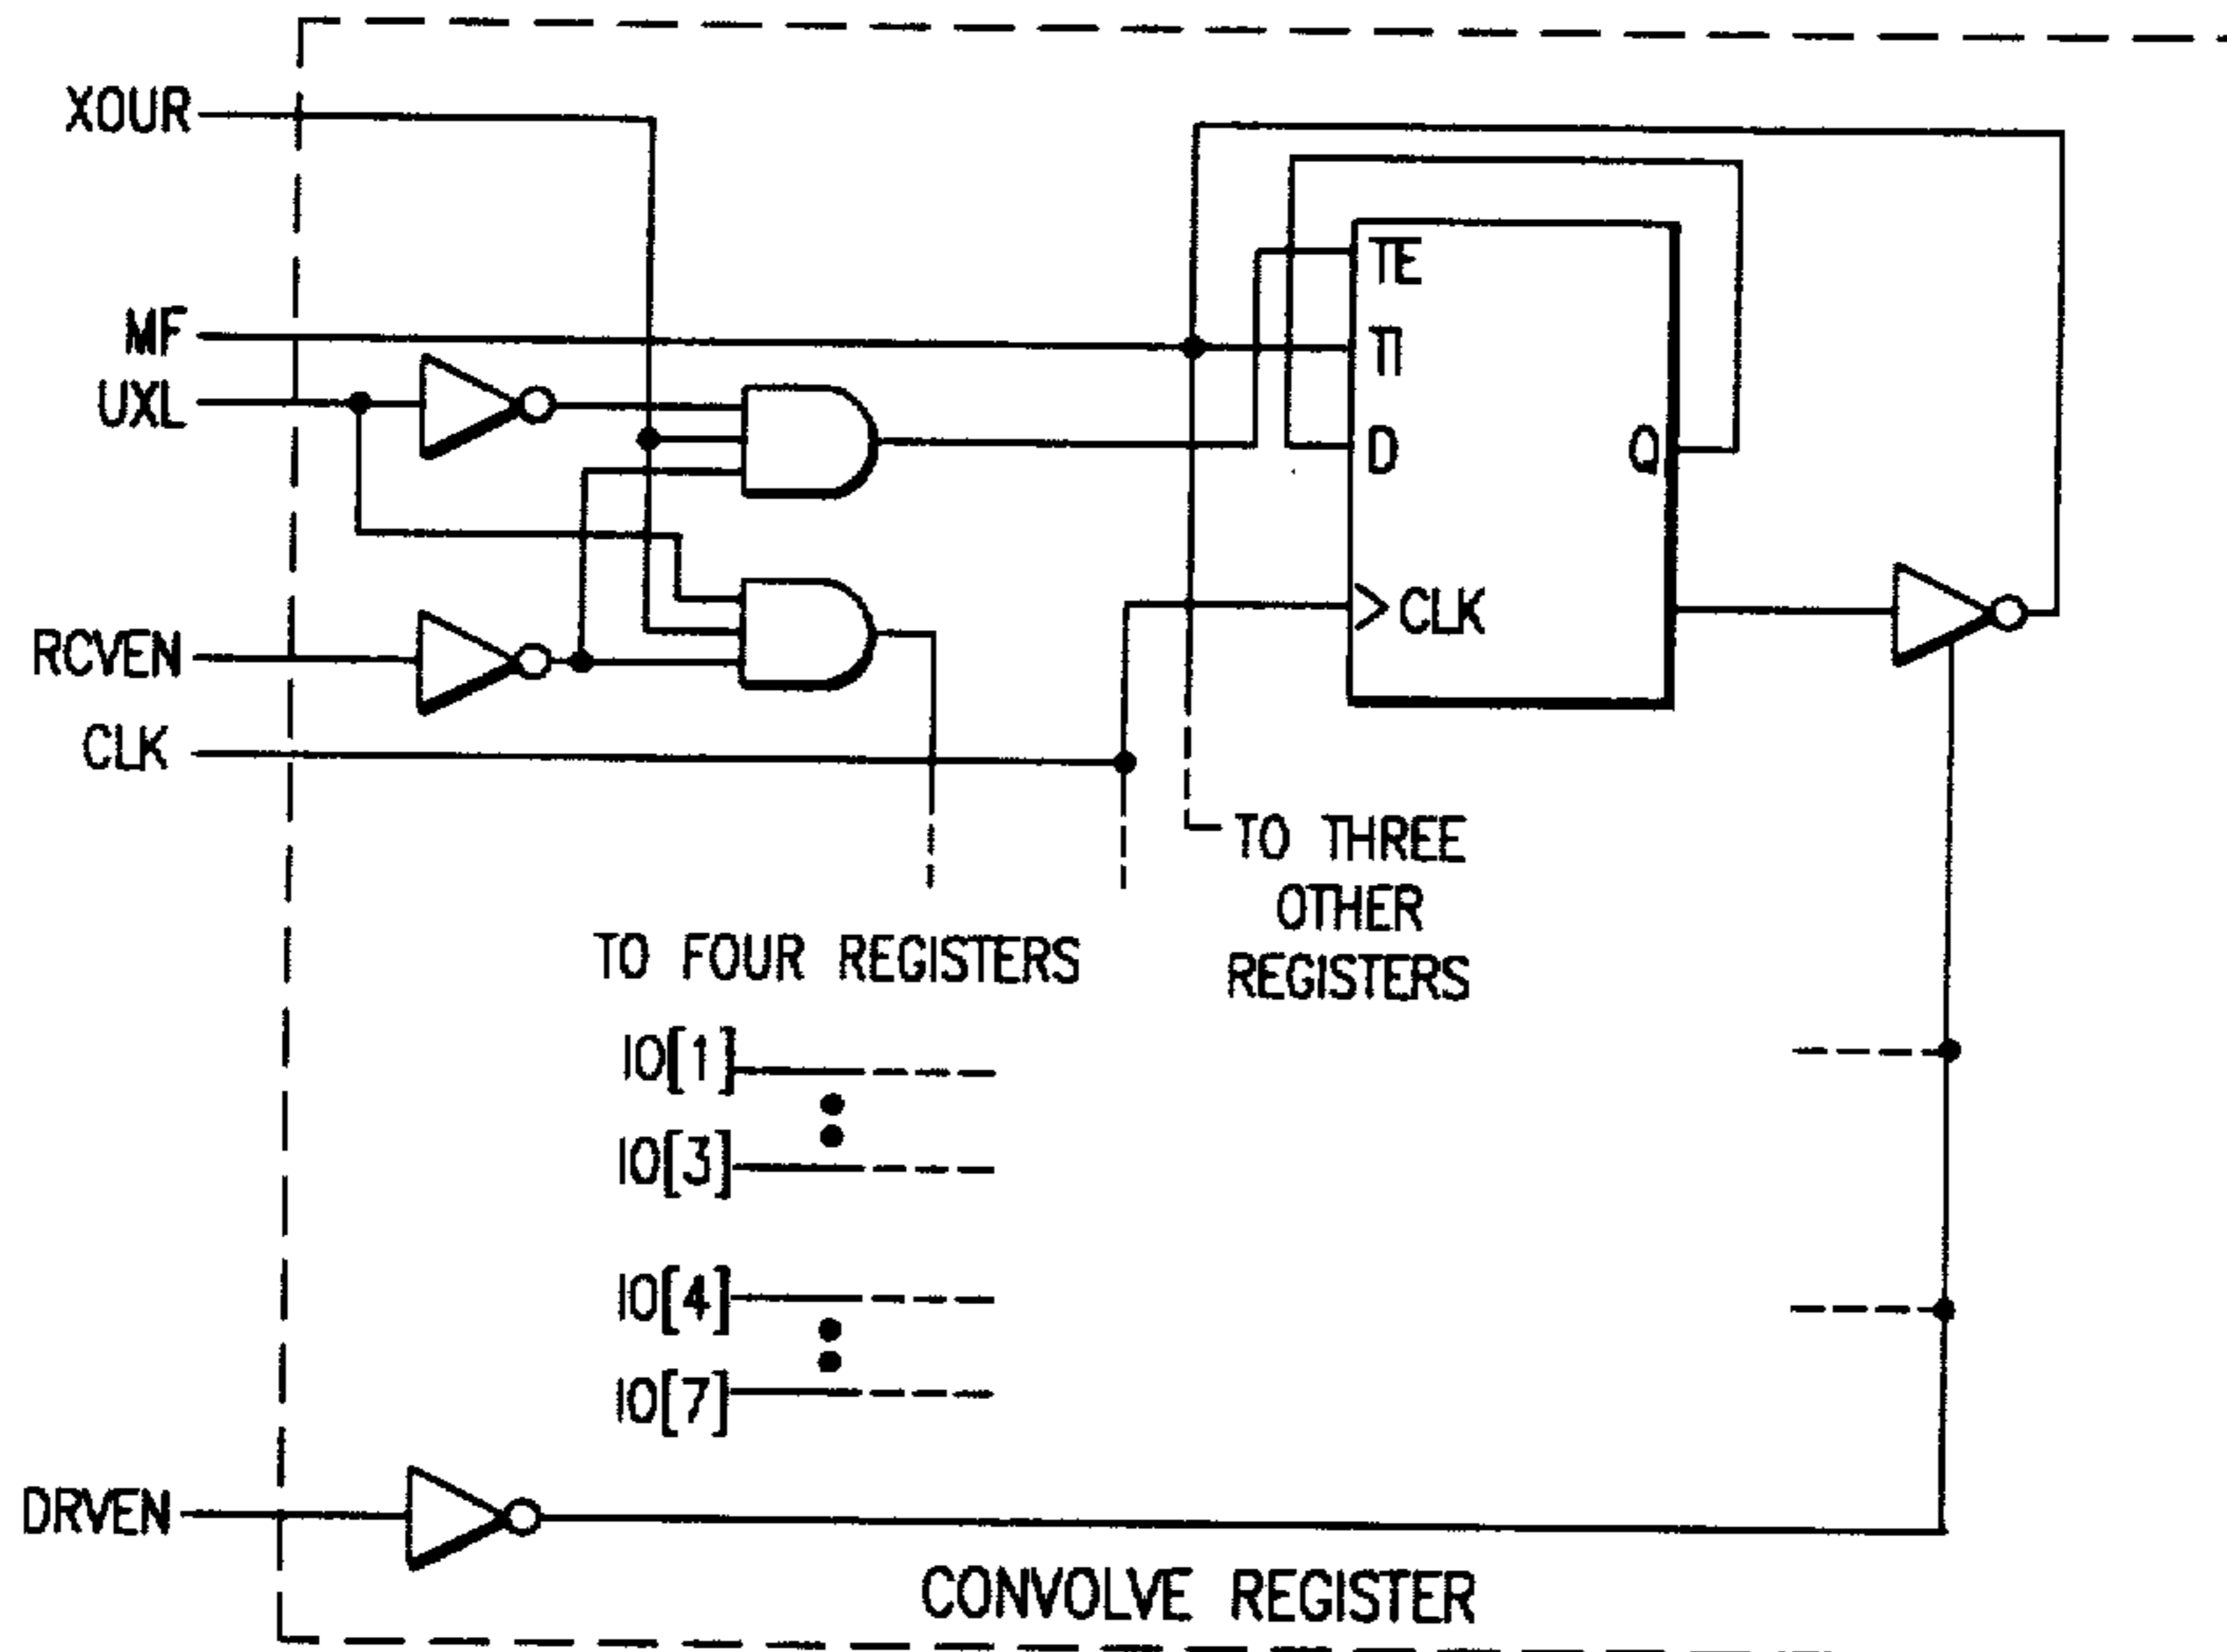 XOUR
MF
UXL
RCVEN
CLK
TE
TI
D
Q
CLK
TO THREE
OTHER
REGISTERS
TO FOUR REGISTERS
IO[1]
IO[3]
IO[4]
IO[7]
DRVEN
CONVOLVE REGISTER